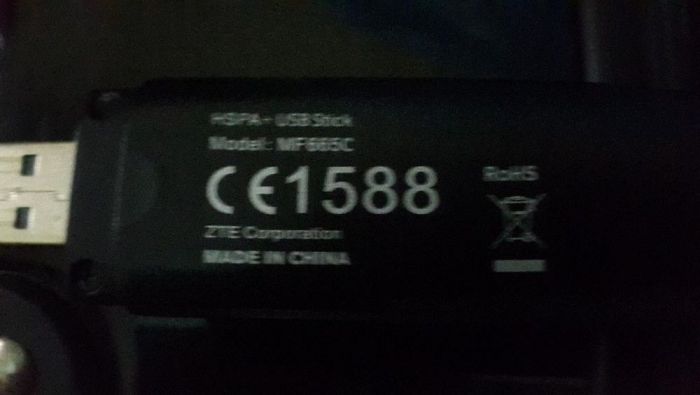 HSPA+ USB Stick
Model: MF665C
CE1588
ZTE Corporation
MADE IN CHINA
RoHS